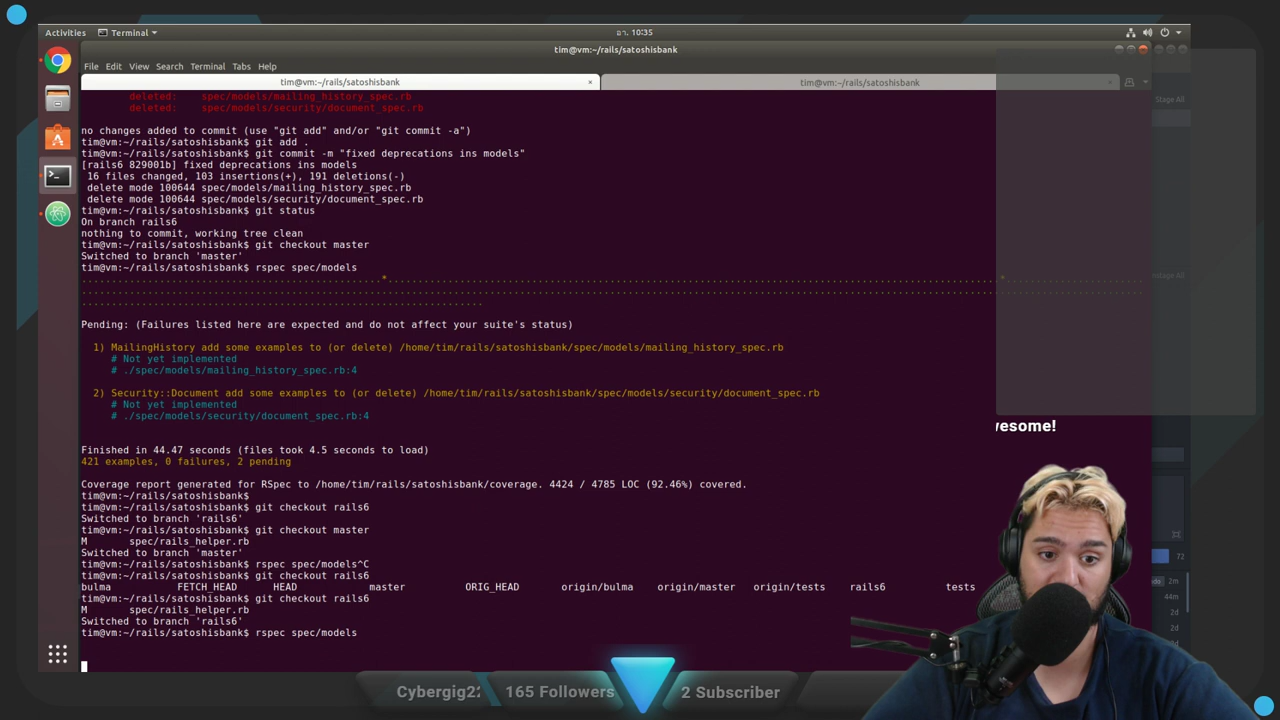 Activities
Terminal
อา. 10:35
tim@vm:~/rails/satoshisbank
File Edit View Search Terminal Tabs Help
tim@vm:~/rails/satoshisbank ×
tim@vm:~/rails/satoshisbank ×
deleted: spec/models/mailing_history_spec.rb
deleted: spec/models/security/document_spec.rb
no changes added to commit (use "git add" and/or "git commit -a")
tim@vm:~/rails/satoshisbank$ git add .
tim@vm:~/rails/satoshisbank$ git commit -m "fixed deprecations ins models"
[rails6 829001b] fixed deprecations ins models
16 files changed, 103 insertions(+), 191 deletions(-)
delete mode 100644 spec/models/mailing_history_spec.rb
delete mode 100644 spec/models/security/document_spec.rb
tim@vm:~/rails/satoshisbank$ git status
On branch rails6
nothing to commit, working tree clean
tim@vm:~/rails/satoshisbank$ git checkout master
Switched to branch 'master'
tim@vm:~/rails/satoshisbank$ rspec spec/models
Pending: (Failures listed here are expected and do not affect your suite's status)
1) MailingHistory add some examples to (or delete) /home/tim/rails/satoshisbank/spec/models/mailing_history_spec.rb
# Not yet implemented
# ./spec/models/mailing_history_spec.rb:4
2) Security::Document add some examples to (or delete) /home/tim/rails/satoshisbank/spec/models/security/document_spec.rb
# Not yet implemented
# ./spec/models/security/document_spec.rb:4
Finished in 44.47 seconds (files took 4.5 seconds to load)
421 examples, 0 failures, 2 pending
Coverage report generated for RSpec to /home/tim/rails/satoshisbank/coverage. 4424 / 4785 LOC (92.46%) covered.
tim@vm:~/rails/satoshisbank$
tim@vm:~/rails/satoshisbank$ git checkout rails6
Switched to branch 'rails6'
tim@vm:~/rails/satoshisbank$ git checkout master
M spec/rails_helper.rb
Switched to branch 'master'
tim@vm:~/rails/satoshisbank$ rspec spec/models^C
tim@vm:~/rails/satoshisbank$ git checkout rails6
bulma FETCH_HEAD HEAD master ORIG_HEAD origin/bulma origin/master origin/tests rails6 tests
tim@vm:~/rails/satoshisbank$ git checkout rails6
M spec/rails_helper.rb
Switched to branch 'rails6'
tim@vm:~/rails/satoshisbank$ rspec spec/models
Stage All
wesome!
72
2m
44m
2d
2d
Cybergig22
165 Followers
2 Subscriber